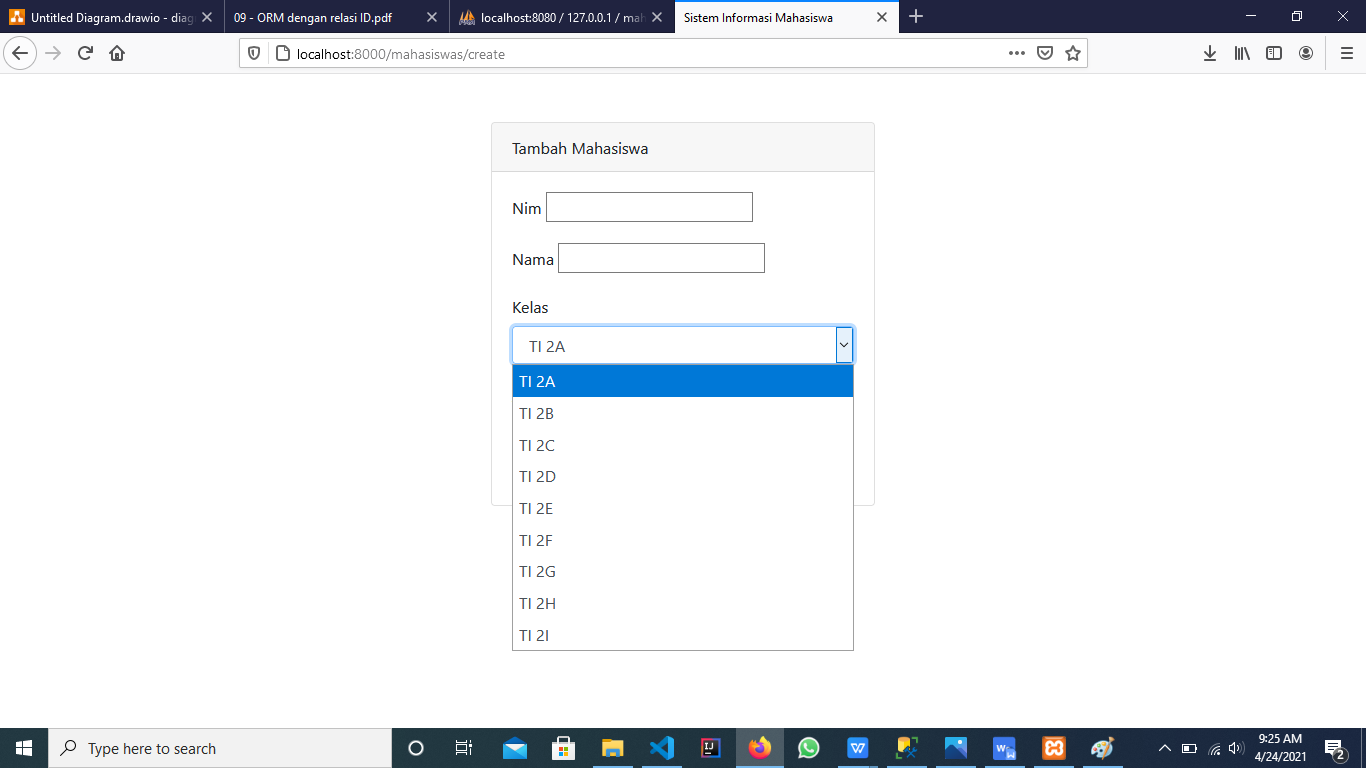 Untitled Diagram.drawio - diag
09 - ORM dengan relasi ID.pdf
localhost:8080 / 127.0.0.1 / mah
Sistem Informasi Mahasiswa
localhost:8000/mahasiswas/create
Tambah Mahasiswa
Nim
Nama
Kelas
TI 2A
TI 2A
TI 2B
TI 2C
TI 2D
TI 2E
TI 2F
TI 2G
TI 2H
TI 2I
Type here to search
9:25 AM
4/24/2021
2